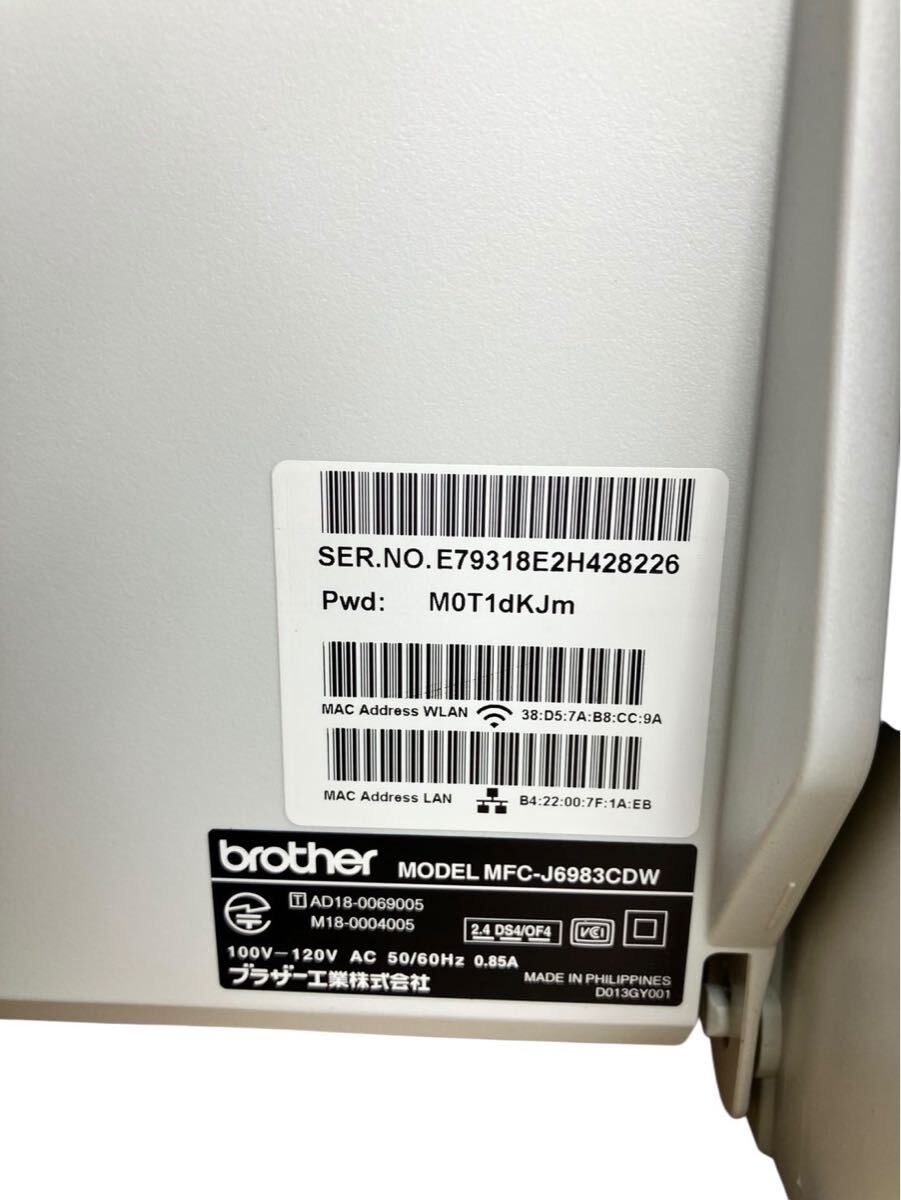 SER.NO.E79318E2H428226
Pwd: M0T1dKJm
MAC Address WLAN 38:D5:7A:B8:CC:9A
MAC Address LAN B4:22:00:7F:1A:EB
brother MODEL MFC-J6983CDW
T AD18-0069005
M18-0004005
2.4 DS4/OF4 VCI
100V-120V AC 50/60Hz 0.85A
ブラザー工業株式会社
MADE IN PHILIPPINES
D013GY001